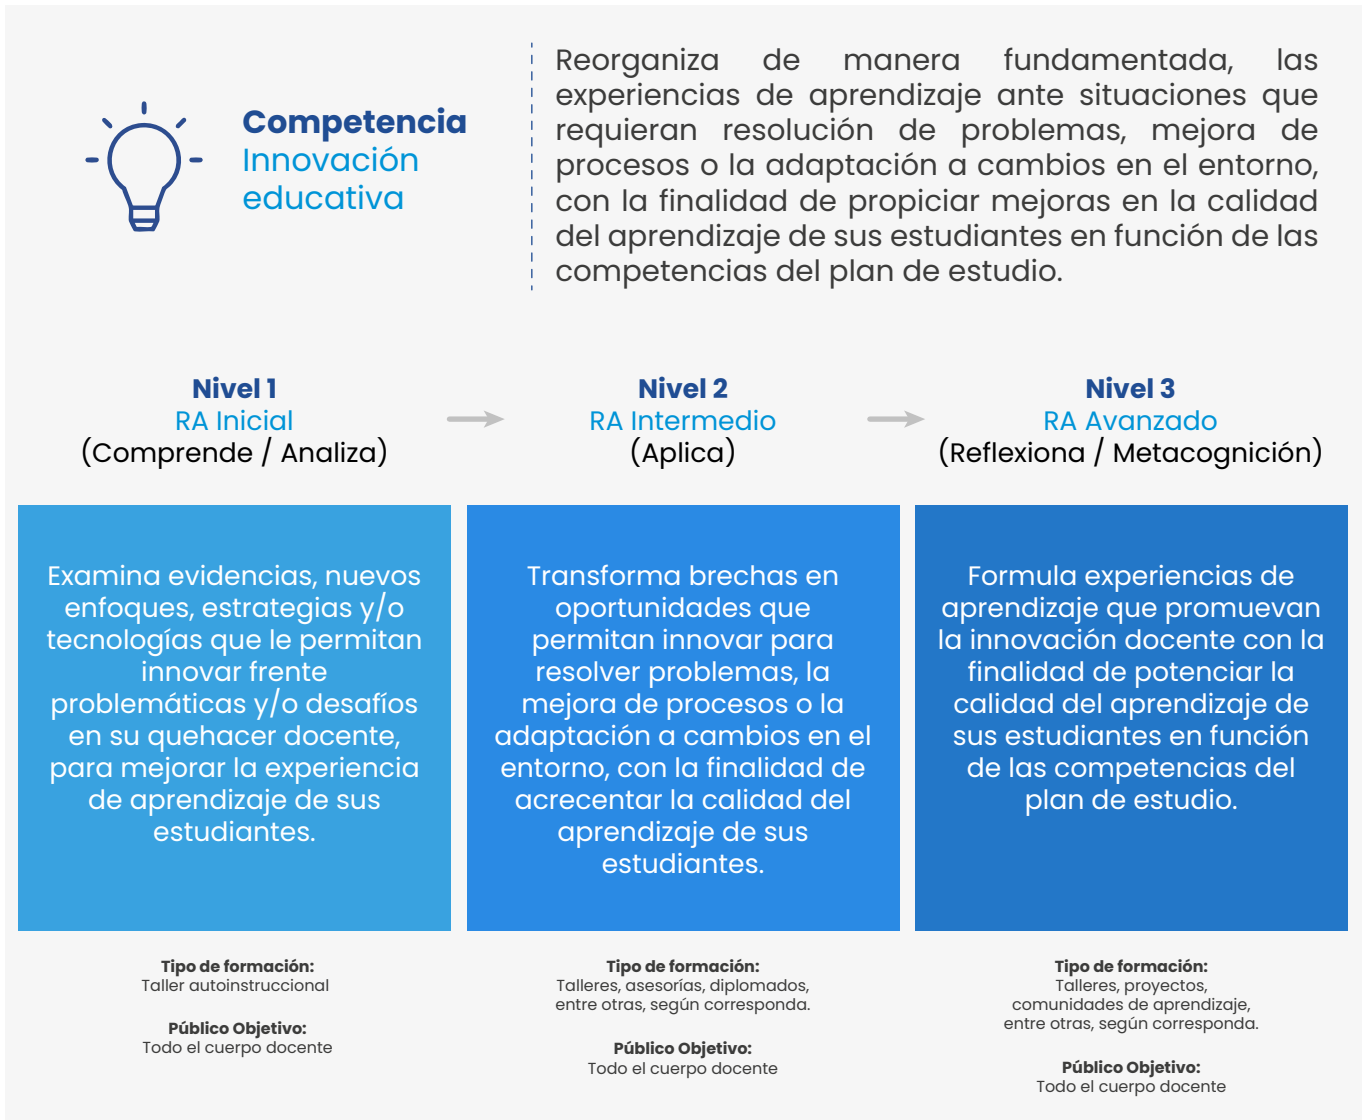 Competencia
Innovación
educativa
Reorganiza de manera fundamentada, las
experiencias de aprendizaje ante situaciones que
requieran resolución de problemas, mejora de
procesos o la adaptación a cambios en el entorno,
con la finalidad de propiciar mejoras en la calidad
del aprendizaje de sus estudiantes en función de las
competencias del plan de estudio.
Nivel 1
RA Inicial
(Comprende / Analiza)
Nivel 2
RA Intermedio
(Aplica)
Nivel 3
RA Avanzado
(Reflexiona / Metacognición)
Examina evidencias, nuevos
enfoques, estrategias y/o
tecnologías que le permitan
innovar frente
problemáticas y/o desafíos
en su quehacer docente,
para mejorar la experiencia
de aprendizaje de sus
estudiantes.
Transforma brechas en
oportunidades que
permitan innovar para
resolver problemas, la
mejora de procesos o la
adaptación a cambios en el
entorno, con la finalidad de
acrecentar la calidad del
aprendizaje de sus
estudiantes.
Formula experiencias de
aprendizaje que promuevan
la innovación docente con la
finalidad de potenciar la
calidad del aprendizaje de
sus estudiantes en función
de las competencias del
plan de estudio.
Tipo de formación:
Taller autoinstruccional
Público Objetivo:
Todo el cuerpo docente
Tipo de formación:
Talleres, asesorías, diplomados,
entre otras, según corresponda.
Público Objetivo:
Todo el cuerpo docente
Tipo de formación:
Talleres, proyectos,
comunidades de aprendizaje,
entre otras, según corresponda.
Público Objetivo:
Todo el cuerpo docente